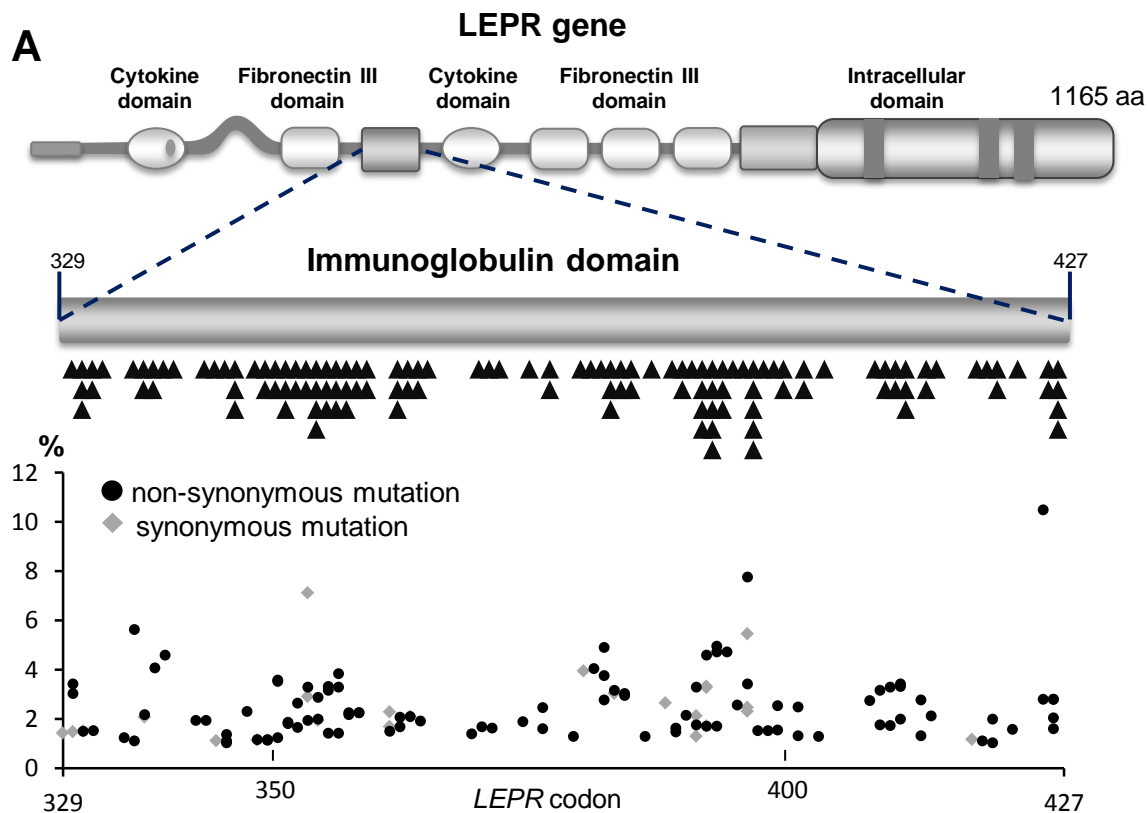 A
LEPR gene
Cytokine
domain
Fibronectin III
domain
Cytokine
domain
Fibronectin III
domain
Intracellular
domain
1165 aa
329
Immunoglobulin domain
427
%
12
10
8
6
4
2
0
non-synonymous mutation
synonymous mutation
329
350
LEPR codon
400
427